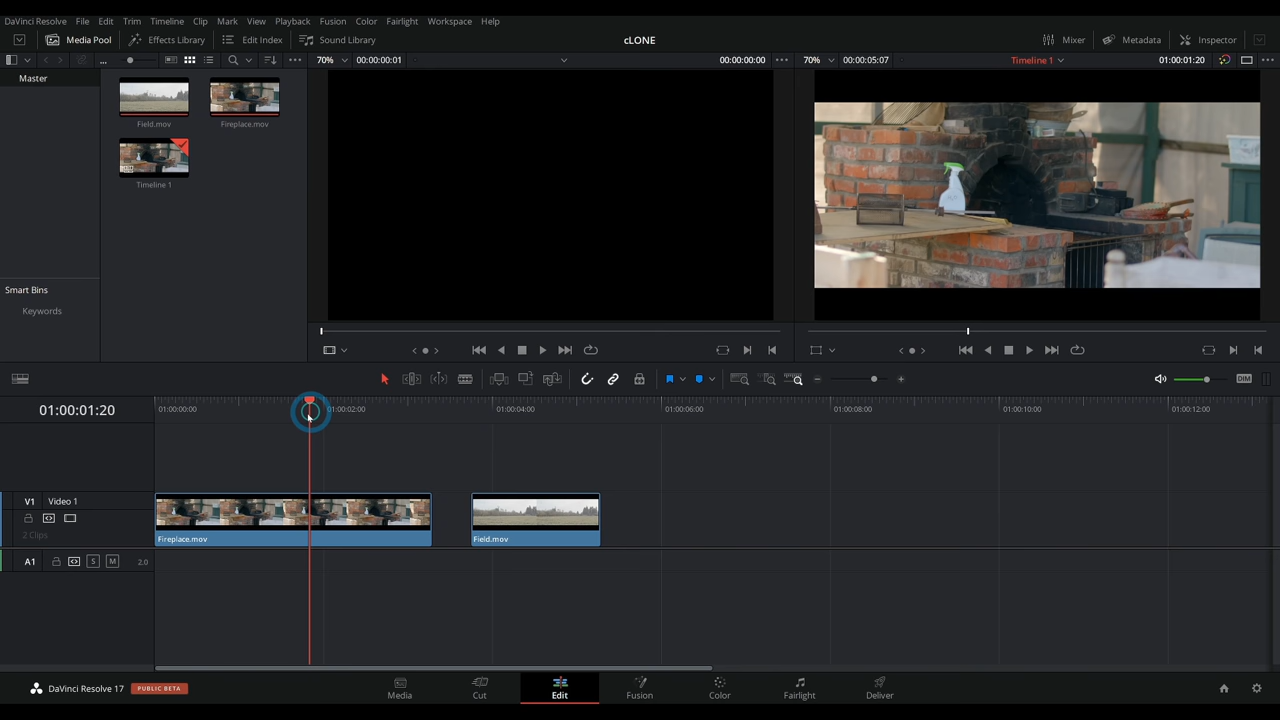 DaVinci Resolve File Edit Trim Timeline Clip Mark View Playback Fusion Color Fairlight Workspace Help
Media Pool Effects Library Edit Index Sound Library cLONE Mixer Metadata Inspector
... 70% 00:00:00:01 00:00:00:00 70% 00:00:05:07 Timeline 1 01:00:01:20
Master
Field.mov Fireplace.mov
Timeline 1
Smart Bins
Keywords
DIM
01:00:01:20 01:00:00:00 01:00:02:00 01:00:04:00 01:00:06:00 01:00:08:00 01:00:10:00 01:00:12:00
V1 Video 1
2 Clips
Fireplace.mov Field.mov
A1 S M 2.0
DaVinci Resolve 17 PUBLIC BETA Media Cut Edit Fusion Color Fairlight Deliver